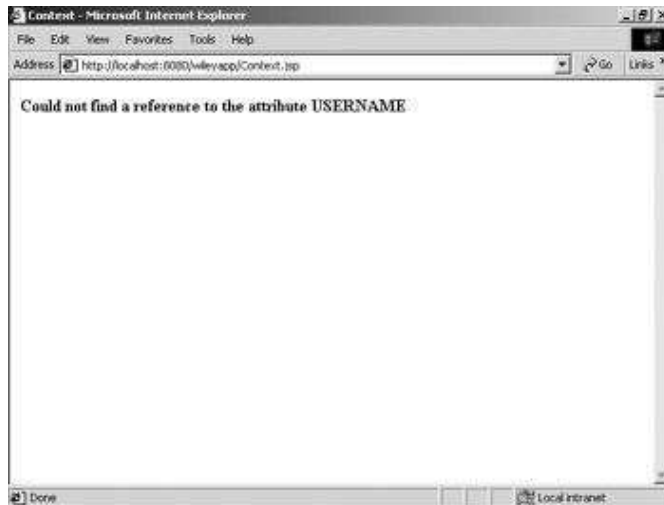 Context - Microsoft Internet Explorer
File Edit View Favorites Tools Help
Address http://localhost:8080/wileyapp/Context.jsp Go Links
Could not find a reference to the attribute USERNAME
Done Local intranet